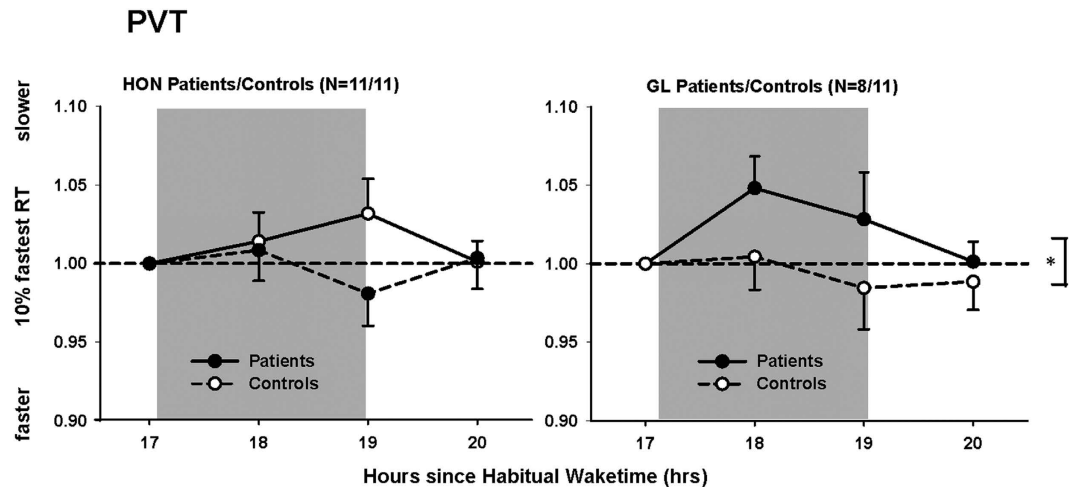 PVT
HON Patients/Controls (N=11/11)
GL Patients/Controls (N=8/11)
slower
10% fastest RT
faster
1.10
1.05
1.00
0.95
0.90
Patients
Controls
17 18 19 20
1.10
1.05
1.00
0.95
0.90
Patients
Controls
17 18 19 20
*
Hours since Habitual Waketime (hrs)